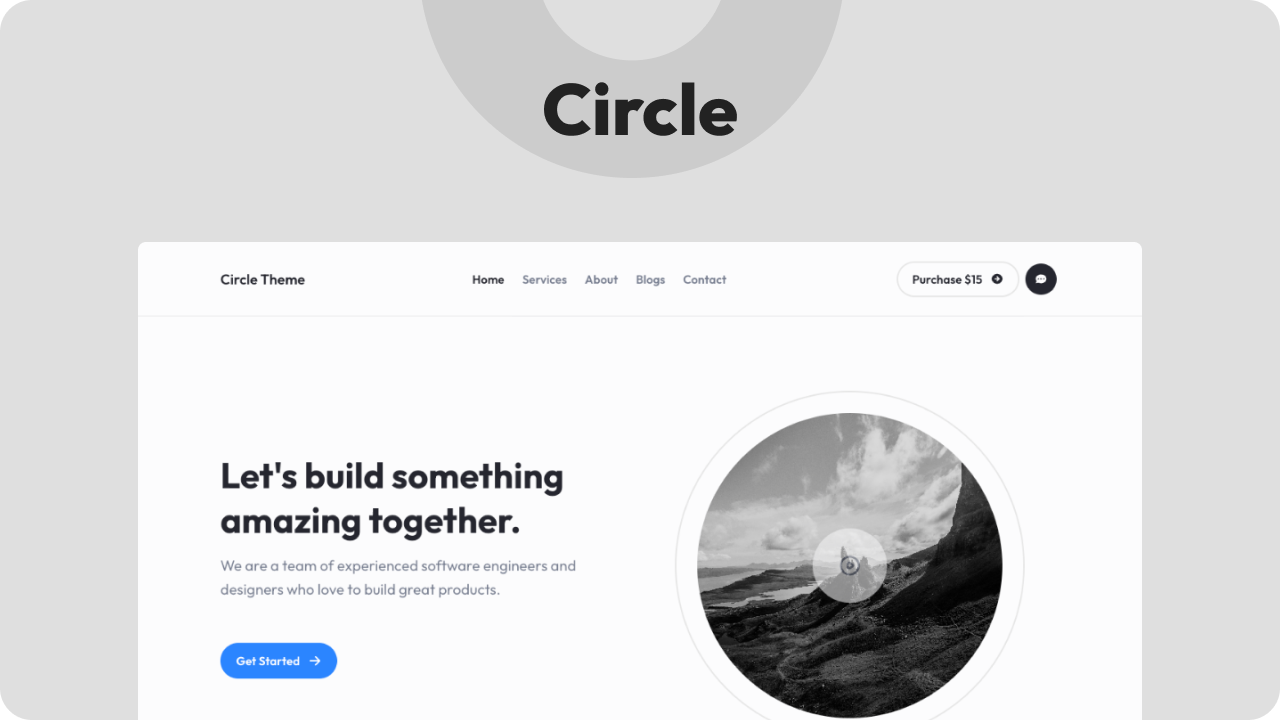 Circle
Circle Theme
Home Services About Blogs Contact
Purchase $15
Let's build something
amazing together.
We are a team of experienced software engineers and
designers who love to build great products.
Get Started